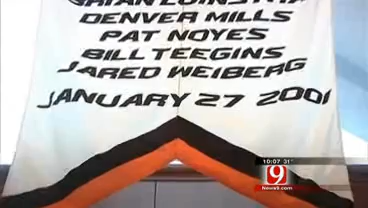 DENVER MILLS
PAT NOYES
BILL TEEGINS
JARED WEIBERG
JANUARY 27 2001
10:07 31°
9
News9.com